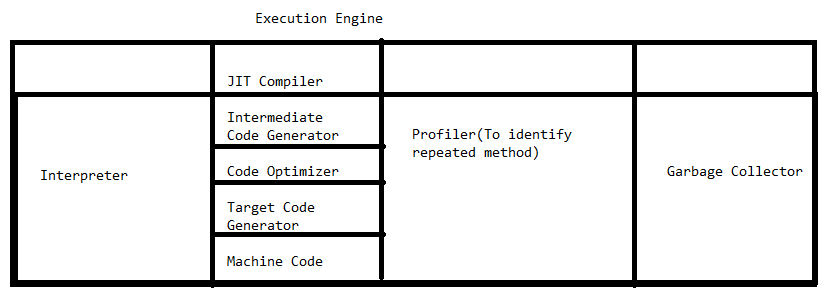 Execution Engine
JIT Compiler
Interpreter
Intermediate
Code Generator
Code Optimizer
Target Code
Generator
Machine Code
Profiler(To identify
repeated method)
Garbage Collector